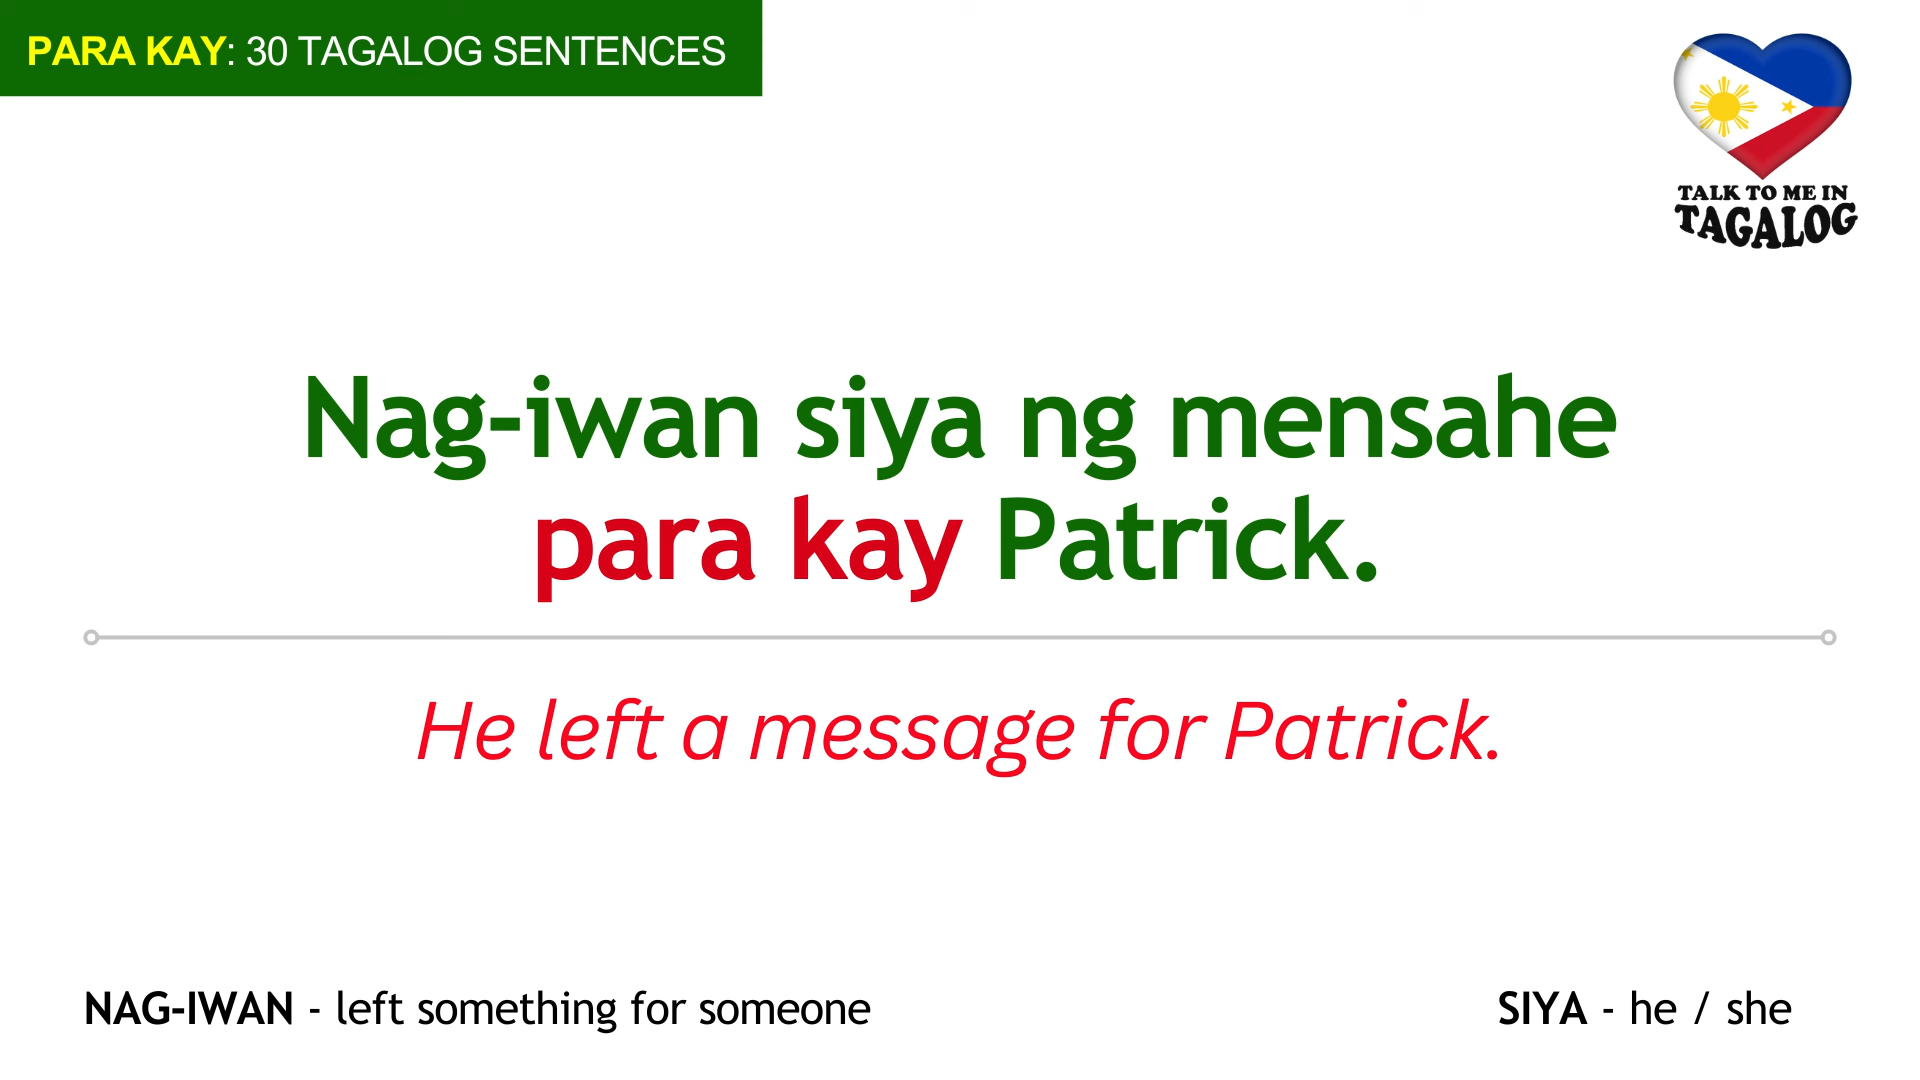 PARA KAY: 30 TAGALOG SENTENCES
TALK TO ME IN
TAGALOG
Nag-iwan siya ng mensahe
para kay Patrick.
He left a message for Patrick.
NAG-IWAN - left something for someone
SIYA - he / she